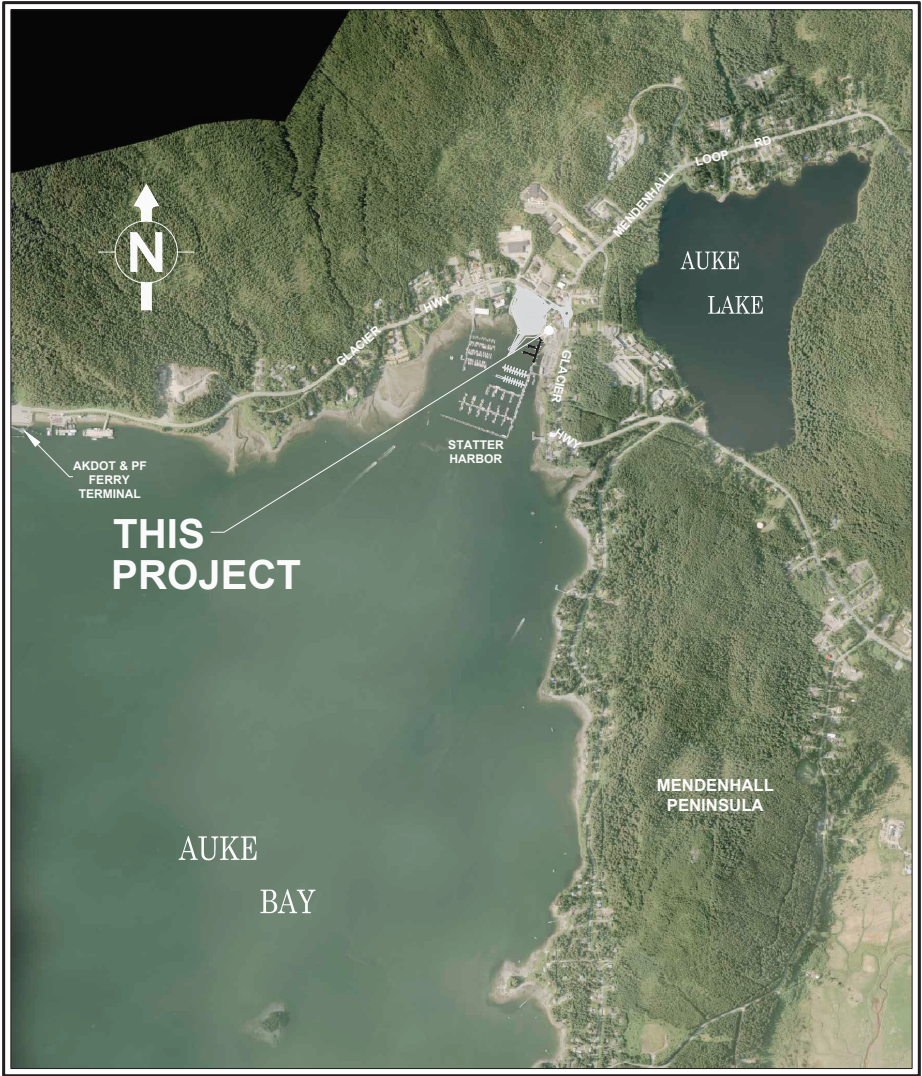 N
MENDENHALL
LOOP
RD
AUKE
LAKE
GLACIER
HWY
GLACIER
HWY
STATTER
HARBOR
AKDOT & PF
FERRY
TERMINAL
THIS
PROJECT
MENDENHALL
PENINSULA
AUKE
BAY